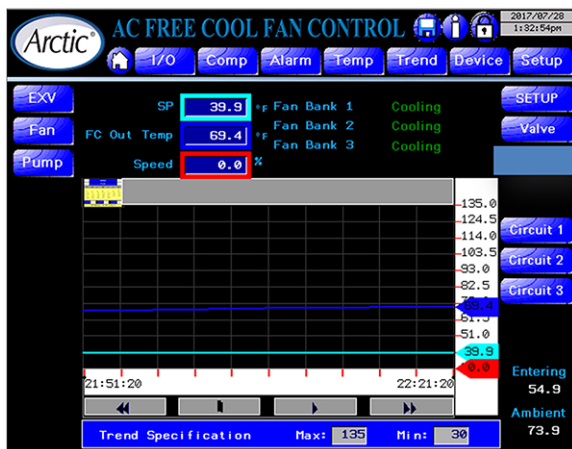 Arctic
AC FREE COOL FAN CONTROL
2017/07/28
1:32:54pm
I/O
Comp
Alarm
Temp
Trend
Device
Setup
EXV
Fan
Pump
SP 39.9 °F
FC Out Temp 69.4 °F
Speed 0.0 %
Fan Bank 1 Cooling
Fan Bank 2 Cooling
Fan Bank 3 Cooling
SETUP
Valve
135.0
124.5
114.0
103.5
93.0
82.5
69.4
51.0
39.9
0.0
Circuit 1
Circuit 2
Circuit 3
21:51:20
22:21:20
Entering
54.9
Ambient
73.9
Trend Specification Max: 135 Min: 30